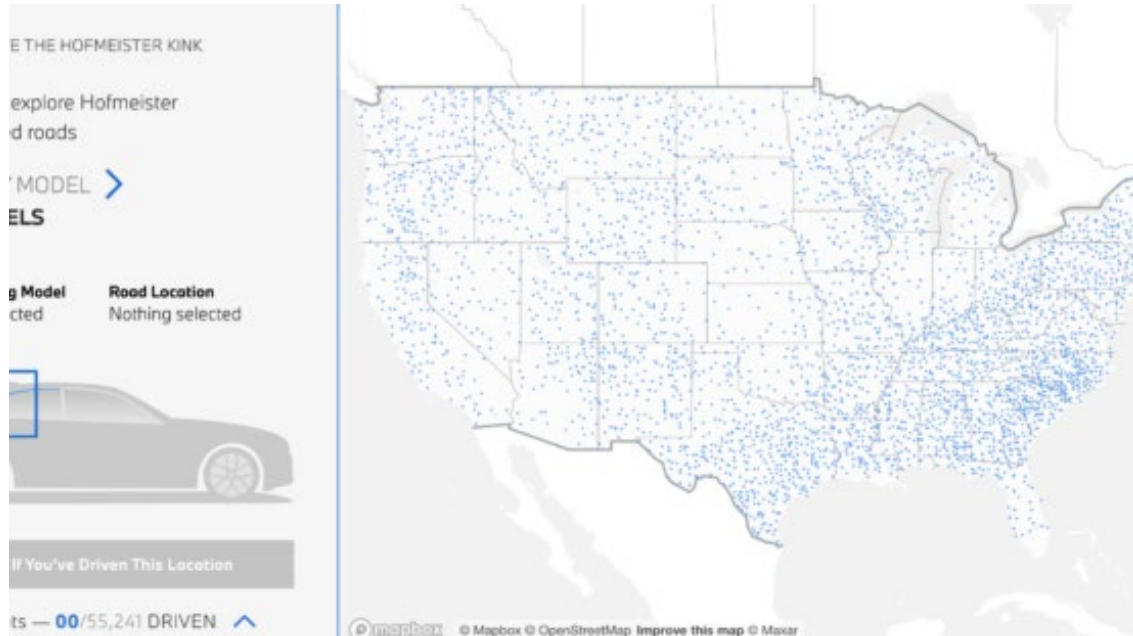 E THE HOFMEISTER KINK
explore Hofmeister
d roads
MODEL
ELS
g Model
Road Location
cted
Nothing selected
If You've Driven This Location
ts — 00/55,241 DRIVEN
mapbox © Mapbox © OpenStreetMap Improve this map © Maxar